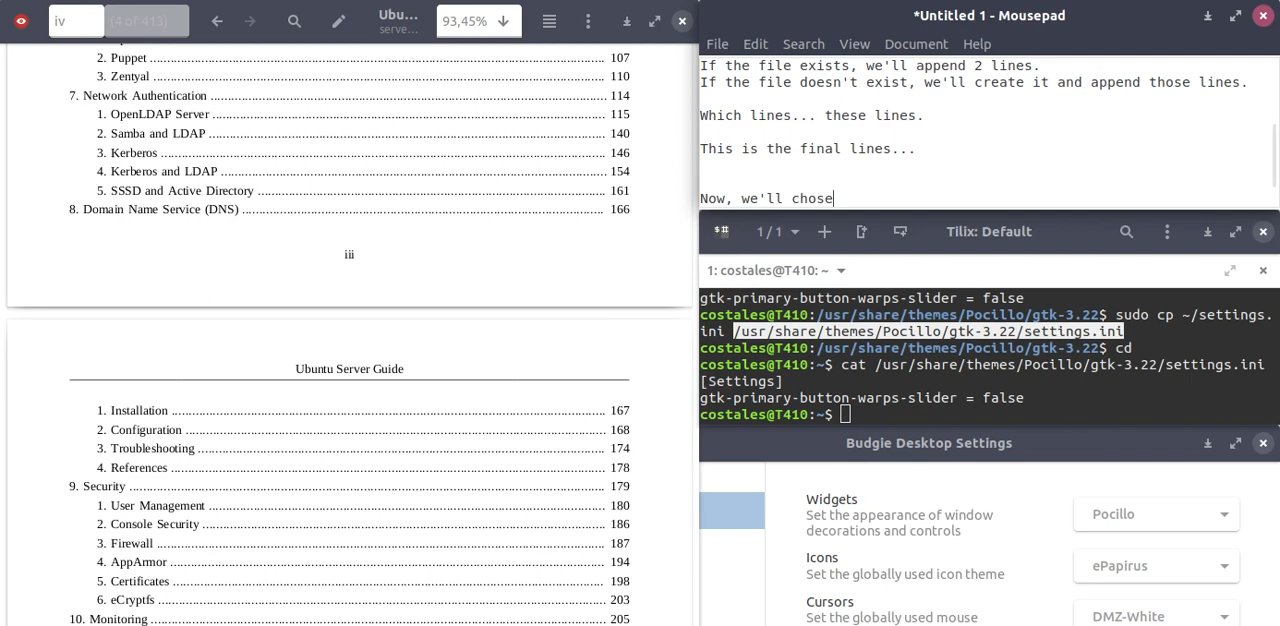 iv (4 of 413)
Ubu...
serve...
93,45%
2. Puppet 107
3. Zentyal 110
7. Network Authentication 114
1. OpenLDAP Server 115
2. Samba and LDAP 140
3. Kerberos 146
4. Kerberos and LDAP 154
5. SSSD and Active Directory 161
8. Domain Name Service (DNS) 166
iii
Ubuntu Server Guide
1. Installation 167
2. Configuration 168
3. Troubleshooting 174
4. References 178
9. Security 179
1. User Management 180
2. Console Security 186
3. Firewall 187
4. AppArmor 194
5. Certificates 198
6. eCryptfs 203
10. Monitoring 205
*Untitled 1 - Mousepad
File Edit Search View Document Help
If the file exists, we'll append 2 lines.
If the file doesn't exist, we'll create it and append those lines.
Which lines... these lines.
This is the final lines...
Now, we'll chose
1 / 1 Tilix: Default
1: costales@T410: ~
gtk-primary-button-warps-slider = false
costales@T410:/usr/share/themes/Pocillo/gtk-3.22$ sudo cp ~/settings.
ini /usr/share/themes/Pocillo/gtk-3.22/settings.ini
costales@T410:/usr/share/themes/Pocillo/gtk-3.22$ cd
costales@T410:~$ cat /usr/share/themes/Pocillo/gtk-3.22/settings.ini
[Settings]
gtk-primary-button-warps-slider = false
costales@T410:~$
Budgie Desktop Settings
Widgets
Set the appearance of window
decorations and controls
Pocillo
Icons
Set the globally used icon theme
ePapirus
Cursors
Set the globally used mouse
DMZ-White